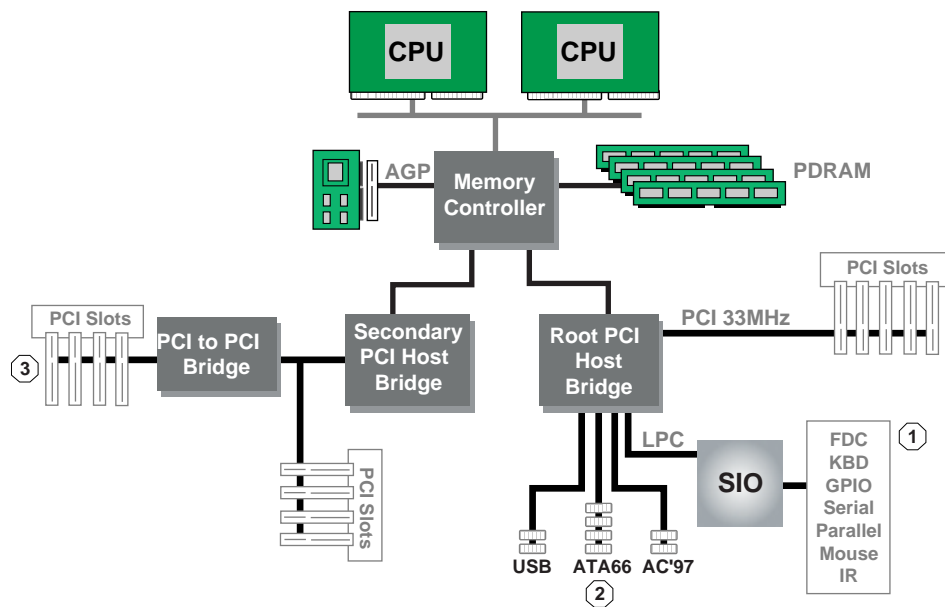 CPU
CPU
AGP
Memory
Controller
PDRAM
PCI Slots
PCI Slots
PCI to PCI
Bridge
Secondary
PCI Host
Bridge
Root PCI
Host
Bridge
PCI 33MHz
3
PCI Slots
LPC
SIO
1
FDC
KBD
GPIO
Serial
Parallel
Mouse
IR
USB
ATA66
AC'97
2